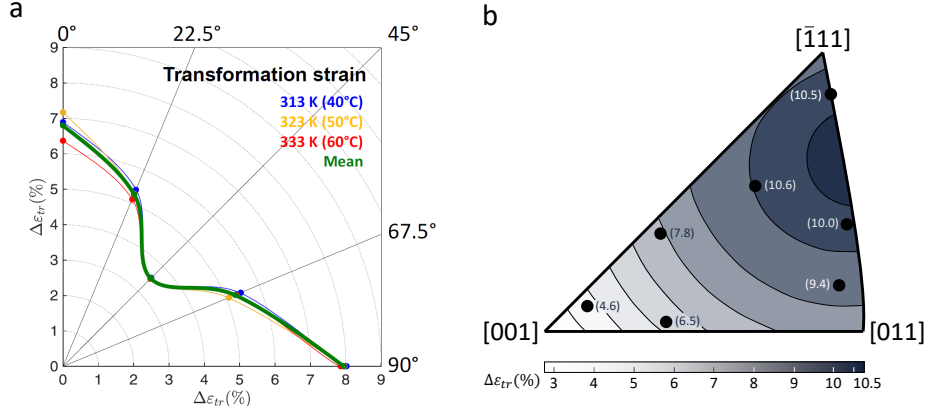 a
0°
22.5°
45°
9
8
7
6
5
4
3
2
1
0
Δε_tr(%)
Transformation strain
313 K (40°C)
323 K (50°C)
333 K (60°C)
Mean
67.5°
90°
0 1 2 3 4 5 6 7 8 9
Δε_tr(%)
b
[1̄11]
(10.5)
(10.6)
(10.0)
(7.8)
(9.4)
(4.6)
(6.5)
[001]
[011]
Δε_tr(%)
3 4 5 6 7 8 9 10 10.5